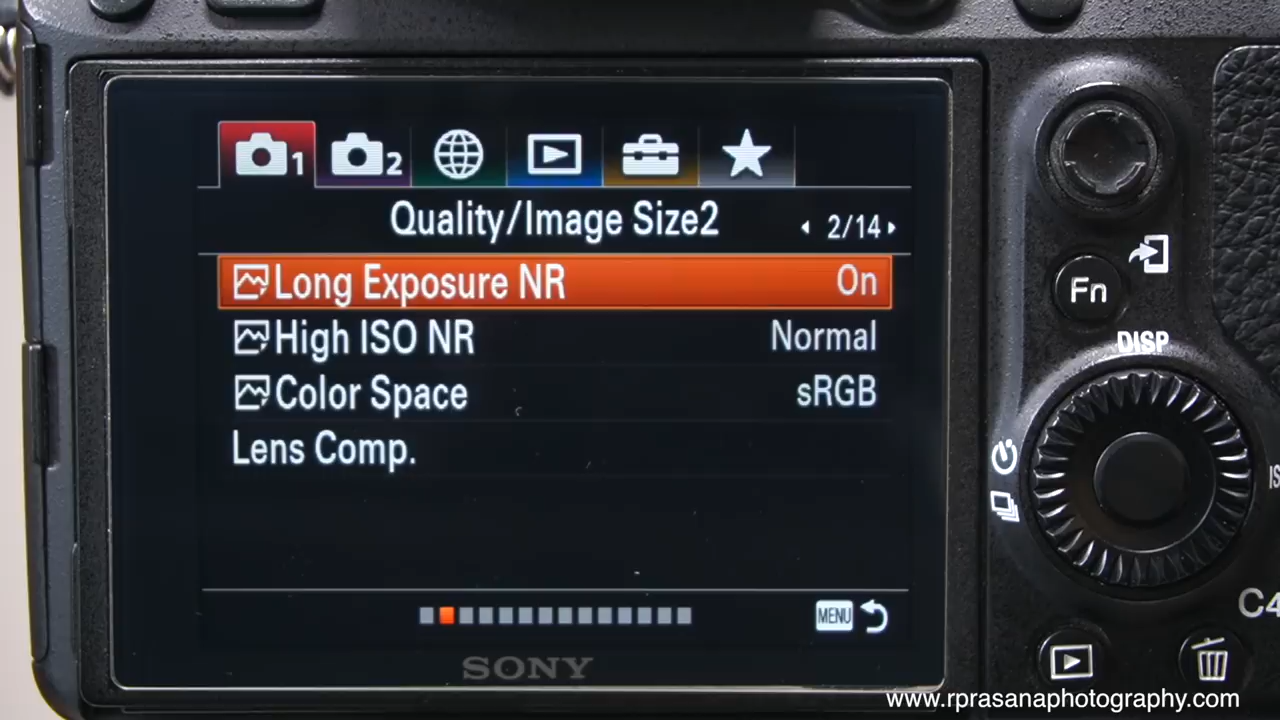 1 2
Quality/Image Size2 2/14
Long Exposure NR On
High ISO NR Normal
Color Space sRGB
Lens Comp.
MENU
SONY
Fn
DISP
C4
www.rprasanaphotography.com